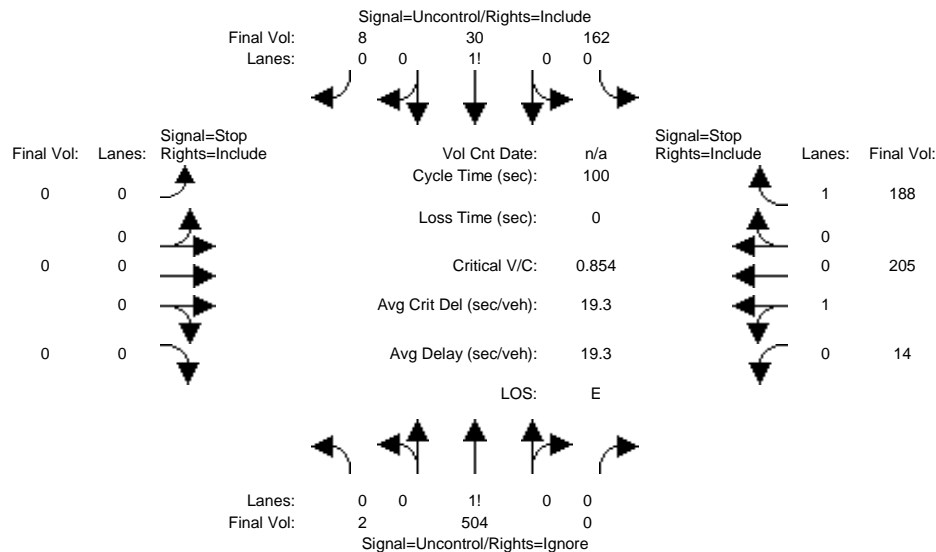 Signal=Uncontrol/Rights=Include
Final Vol: 8 30 162
Lanes: 0 0 1! 0 0
Signal=Stop Signal=Stop
Final Vol: Lanes: Rights=Include Vol Cnt Date: n/a Rights=Include Lanes: Final Vol:
Cycle Time (sec): 100
0 0 1 188
Loss Time (sec): 0
0 0
0 0 Critical V/C: 0.854 0 205
0 Avg Crit Del (sec/veh): 19.3 1
0 0 Avg Delay (sec/veh): 19.3 0 14
LOS: E
Lanes: 0 0 1! 0 0
Final Vol: 2 504 0
Signal=Uncontrol/Rights=Ignore